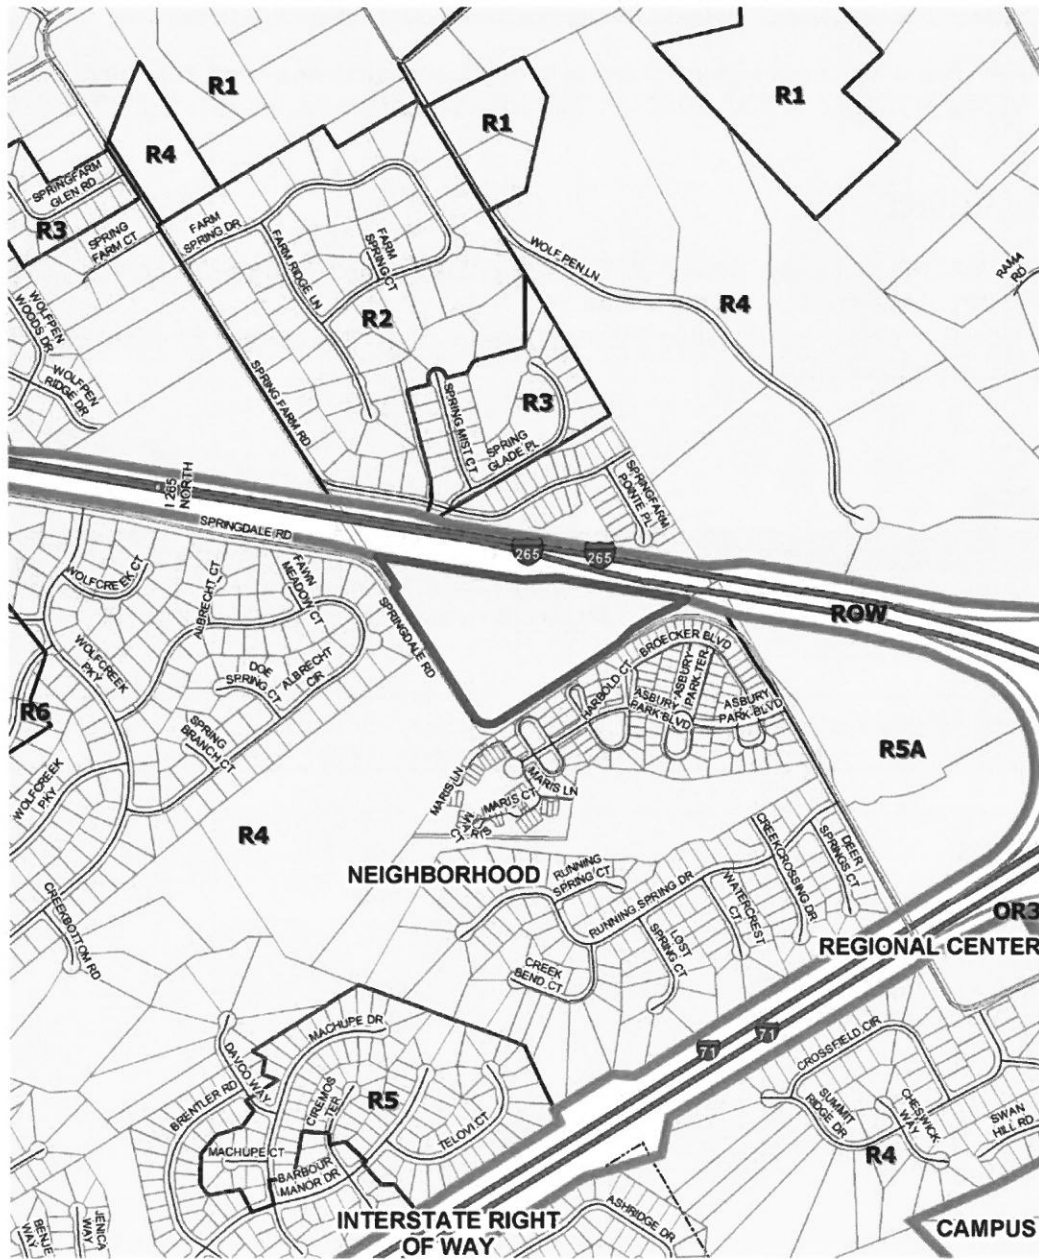 R1
R1
R1
R4
SPRINGFARM
GLEN RD
R3
SPRING
FARM CT
FARM
SPRING DR
FARM RIDGE LN
FARM
SPRING CT
R2
WOLF PEN LN
R4
RAMA
RD
WOLFPEN
WOODS DR
WOLFPEN
RIDGE DR
SPRING FARM RD
SPRING MIST CT
R3
SPRING
GLADE PL
SPRINGFARM
POINTE PL
I 265
NORTH
SPRINGDALE RD
265
265
ROW
WOLFCREEK CT
ALBRECHT CT
FAWN
MEADOW CT
SPRINGDALE RD
WOLFCREEK
PKY
DOE
SPRING CT
ALBRECHT
CIR
SPRING
BRANCH CT
R6
WOLFCREEK
PKY
HARBOLD CT
BROECKER BLVD
ASBURY
PARK TER
ASBURY
PARK BLVD
ASBURY
PARK BLVD
R5A
MARIS LN
MARIS LN
MARIS CT
R4
NEIGHBORHOOD
RUNNING
SPRING CT
RUNNING SPRING DR
CREEKCROSSING DR
DEER
SPRINGS CT
WATERCREST
CT
LOST
SPRING CT
CREEK
BEND CT
CREEKBOTTOM RD
OR3
REGIONAL CENTER
71
71
MACHUPE DR
DAVCO WAY
BRENTLER RD
CIREMOS
TER
R5
TELOVI CT
MACHUPE CT
BARBOUR
MANOR DR
CROSSFIELD CIR
SUMMIT
RIDGE DR
CHESWICK
WAY
SWAN
HILL RD
R4
BENJE
WAY
JENICA
WAY
INTERSTATE RIGHT
OF WAY
ASHRIDGE DR
CAMPUS